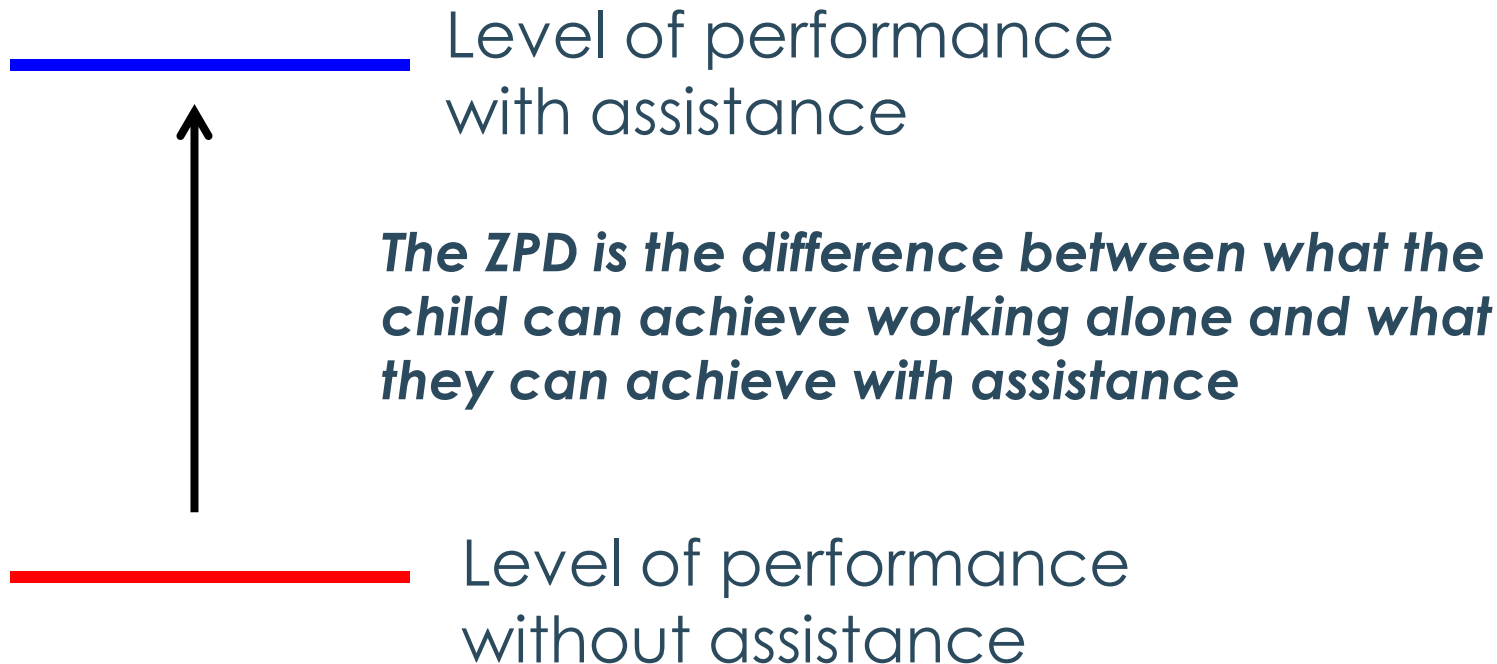 Level of performance
with assistance
The ZPD is the difference between what the
child can achieve working alone and what
they can achieve with assistance
Level of performance
without assistance